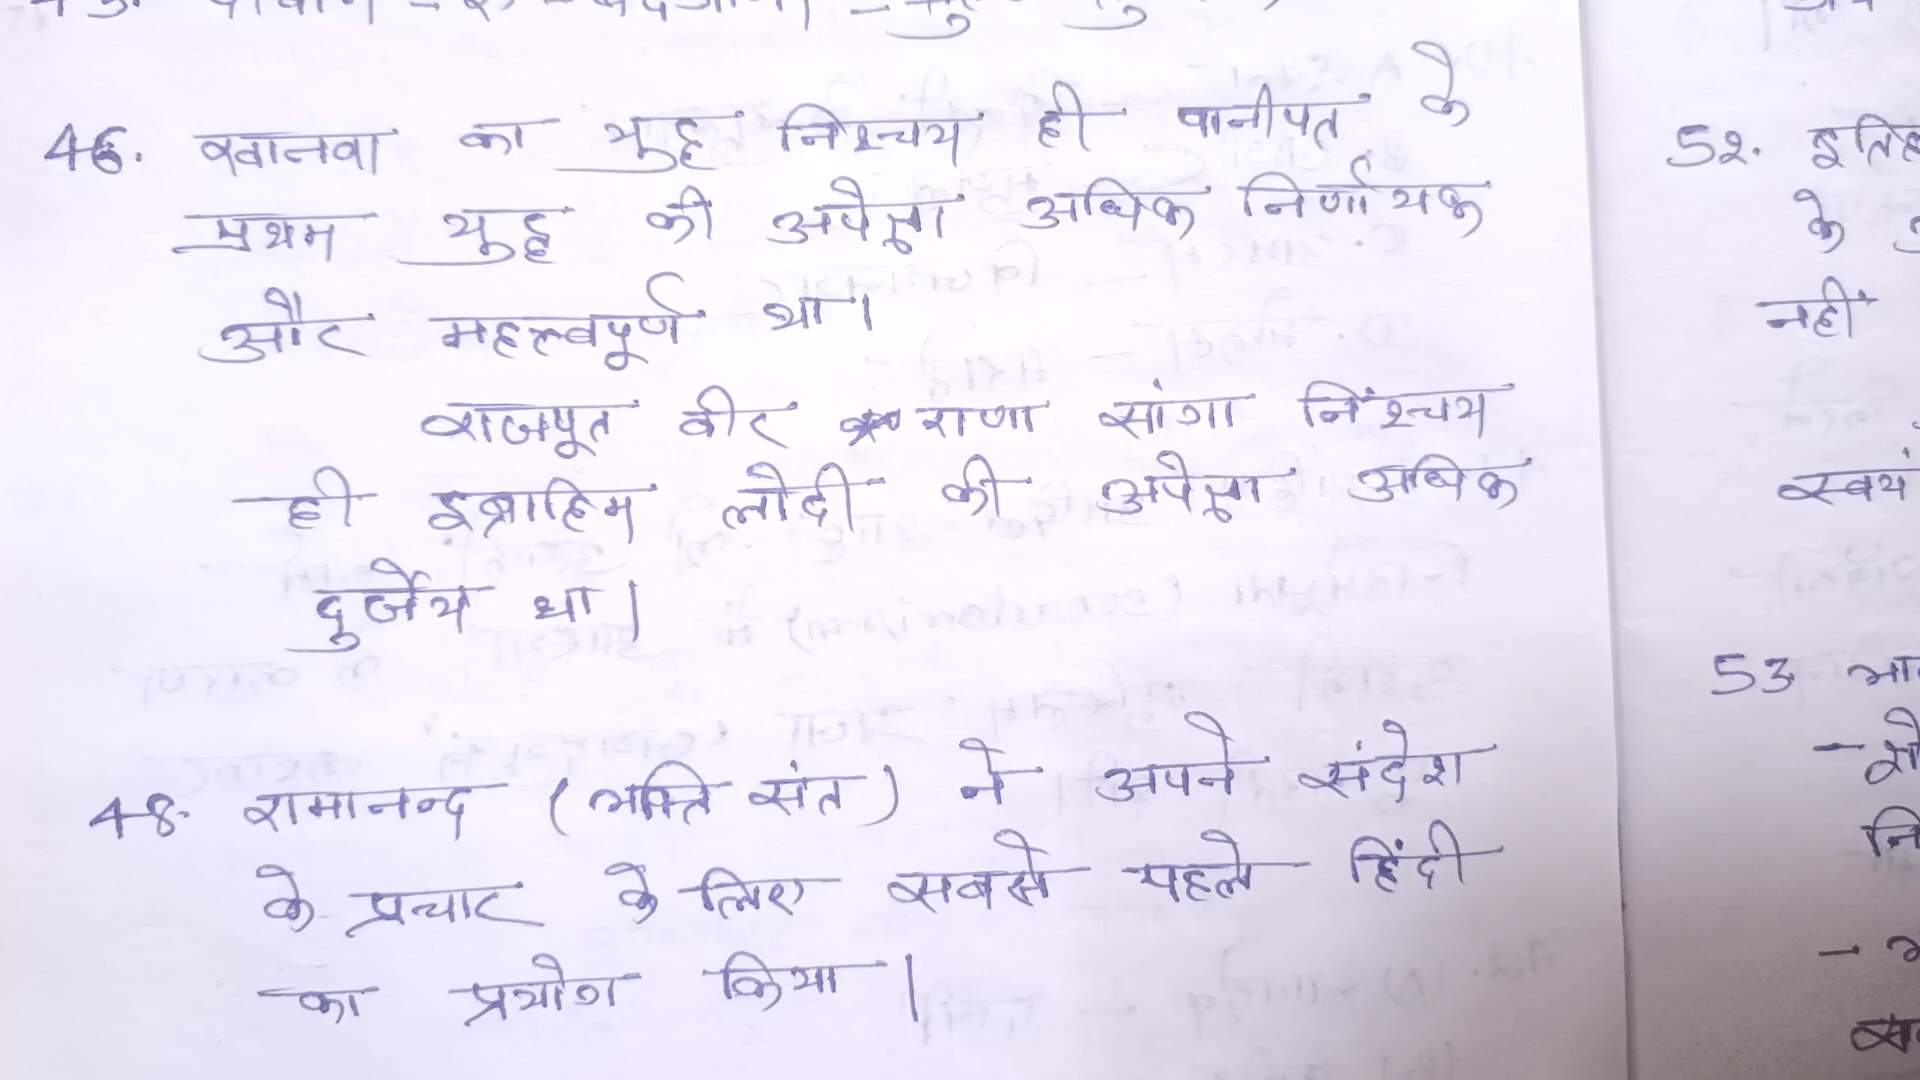 46. खानवा का युद्ध निश्चय ही पानीपत के
प्रथम युद्ध की अपेक्षा अधिक निर्णायक
और महत्वपूर्ण था।
राजपूत वीर राणा सांगा निंश्चय
ही इब्राहिम लोदी की अपेक्षा अधिक
दुर्जेय था।
48. रामानन्द (भक्ति संत) ने अपने संदेश
के प्रचार के लिए सबसे पहले हिंदी
का प्रयोग किया।
52.
के
नहीं
स्वयं
53